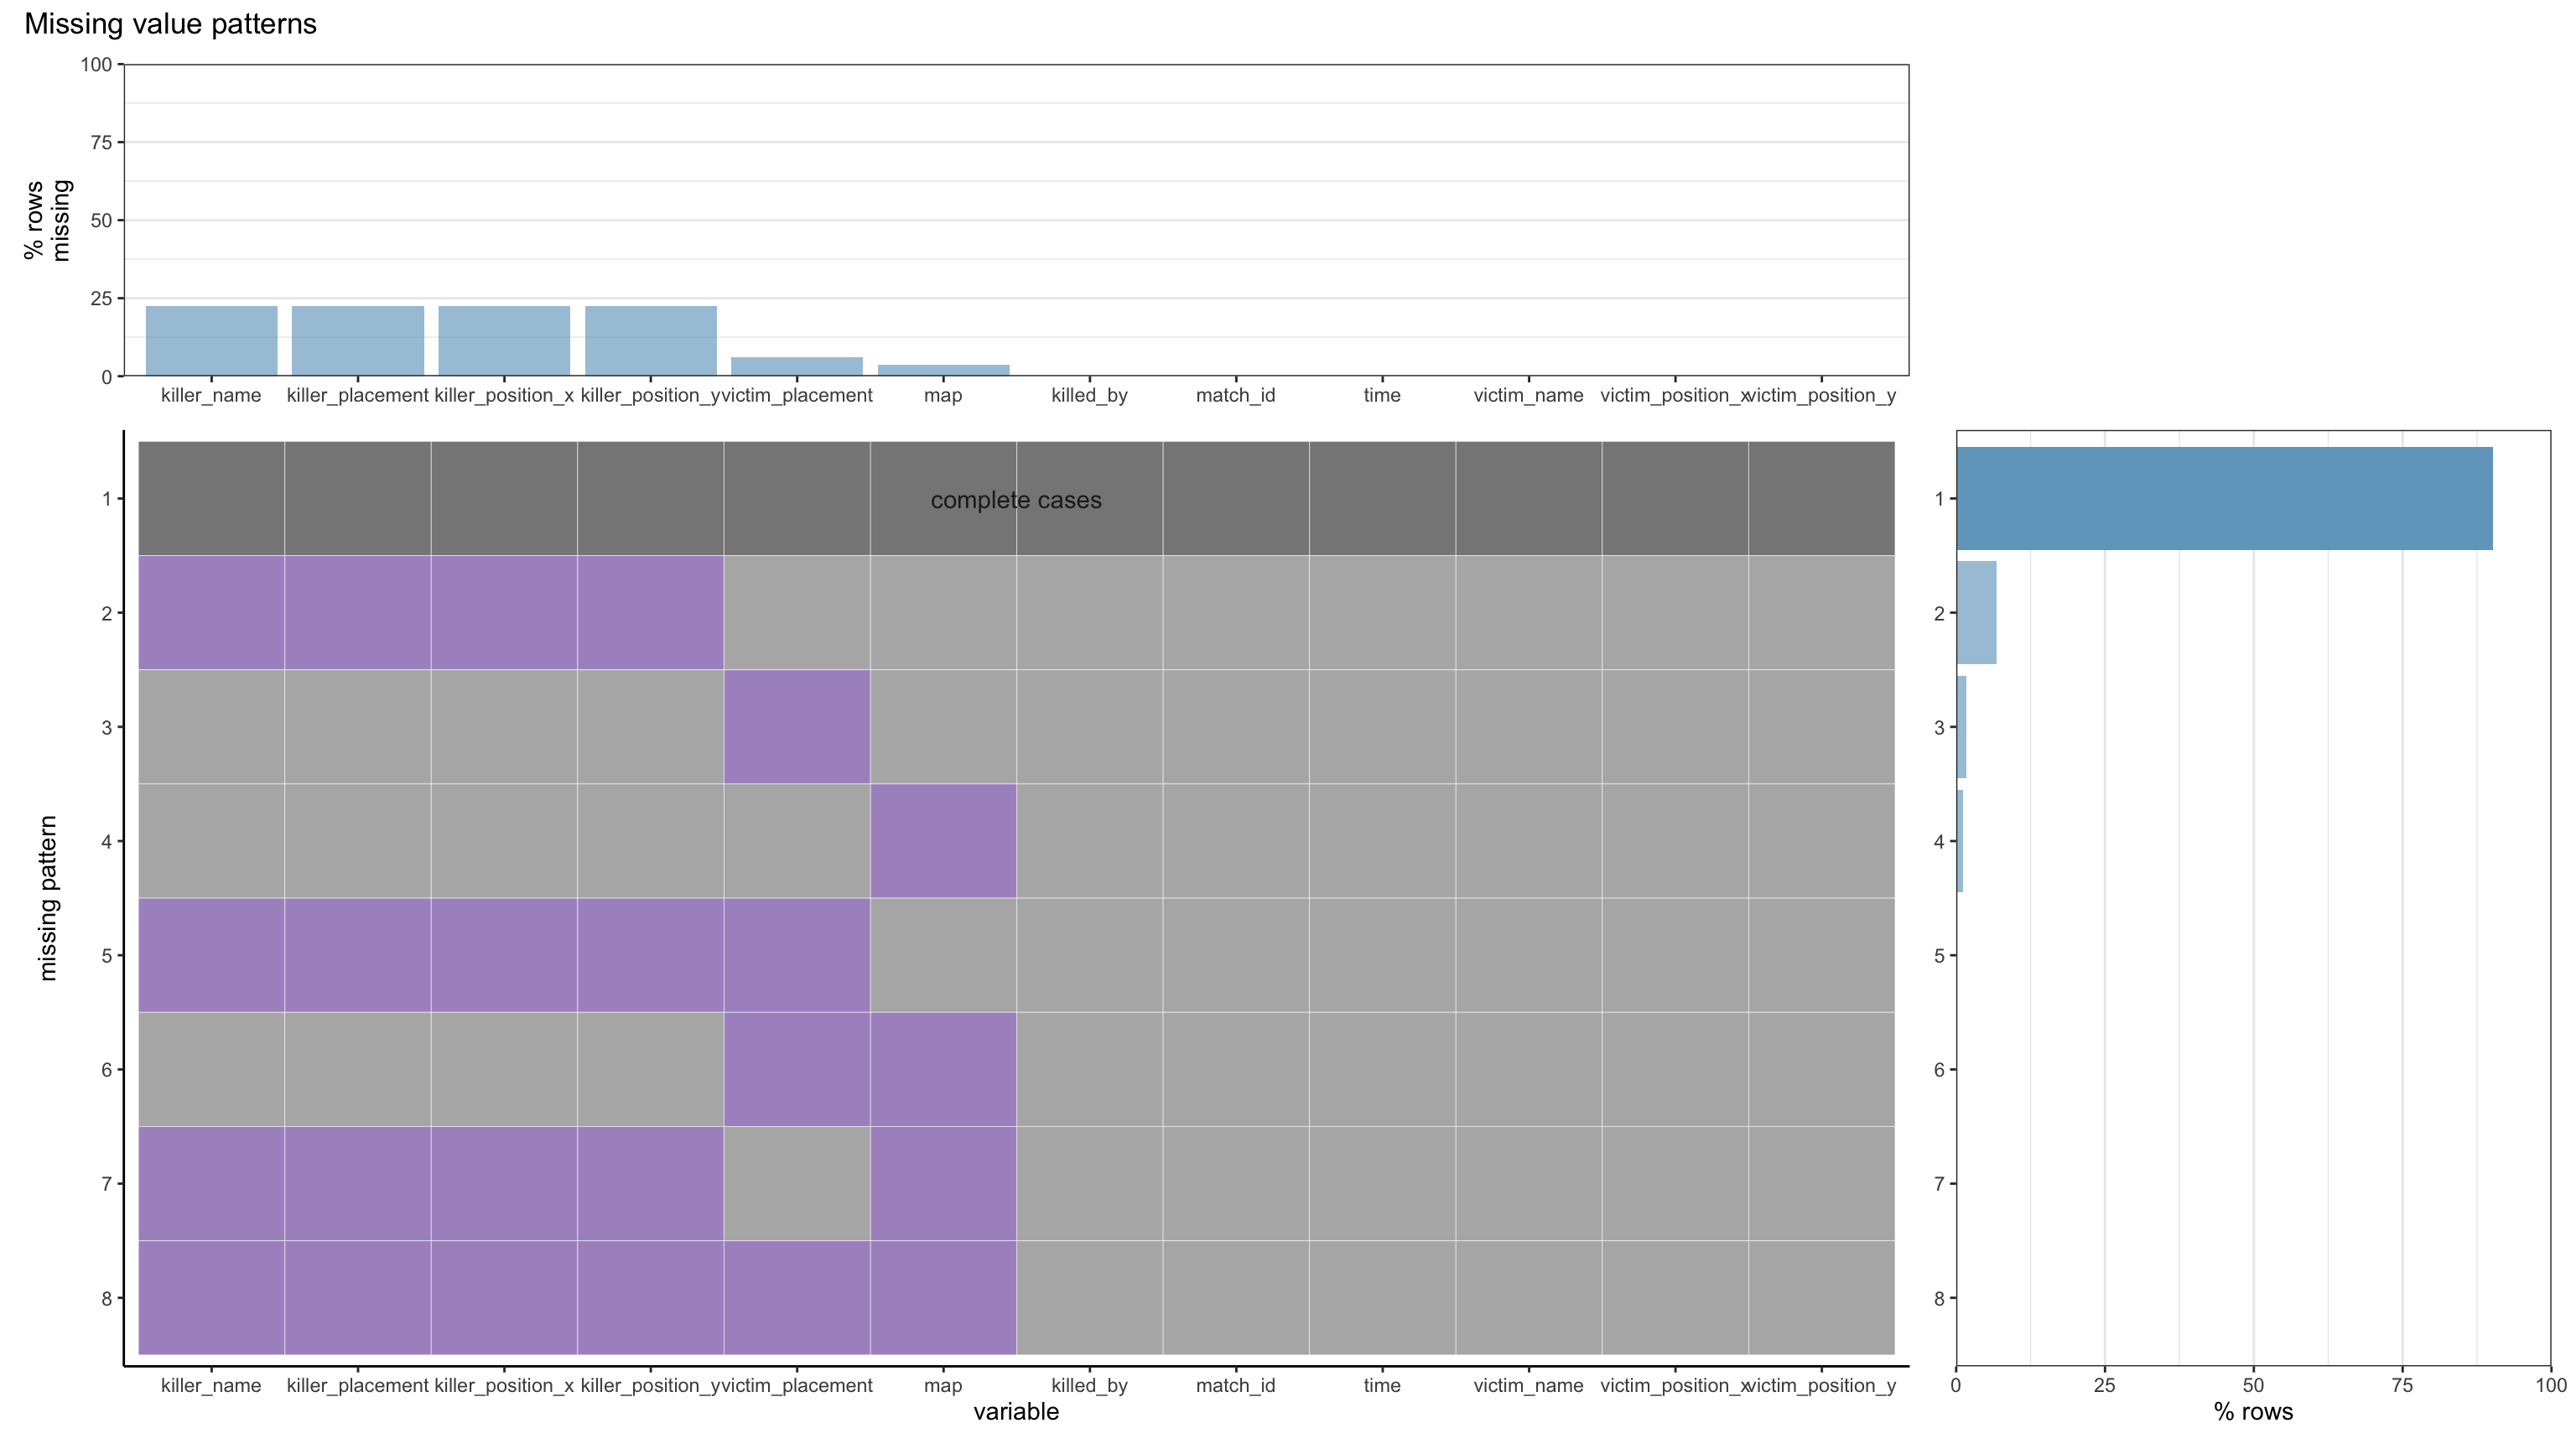 Missing value patterns
% rows
missing
100
75
50
25
0
killer_name killer_placement killer_position_x killer_position_y victim_placement map killed_by match_id time victim_name victim_position_x victim_position_y
missing pattern
1
2
3
4
5
6
7
8
complete cases
killer_name killer_placement killer_position_x killer_position_y victim_placement map killed_by match_id time victim_name victim_position_x victim_position_y
variable
1
2
3
4
5
6
7
8
0 25 50 75 100
% rows